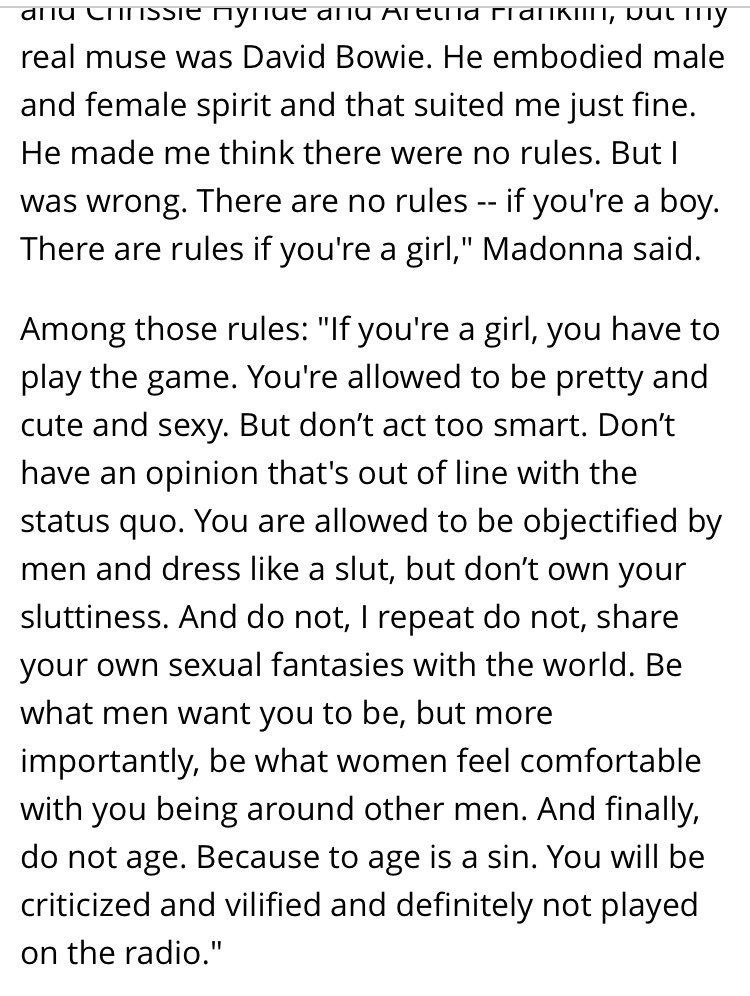 and Chrissie Hynde and Aretha Franklin, but my
real muse was David Bowie. He embodied male
and female spirit and that suited me just fine.
He made me think there were no rules. But I
was wrong. There are no rules -- if you're a boy.
There are rules if you're a girl," Madonna said.
Among those rules: "If you're a girl, you have to
play the game. You're allowed to be pretty and
cute and sexy. But don’t act too smart. Don’t
have an opinion that's out of line with the
status quo. You are allowed to be objectified by
men and dress like a slut, but don’t own your
sluttiness. And do not, I repeat do not, share
your own sexual fantasies with the world. Be
what men want you to be, but more
importantly, be what women feel comfortable
with you being around other men. And finally,
do not age. Because to age is a sin. You will be
criticized and vilified and definitely not played
on the radio."